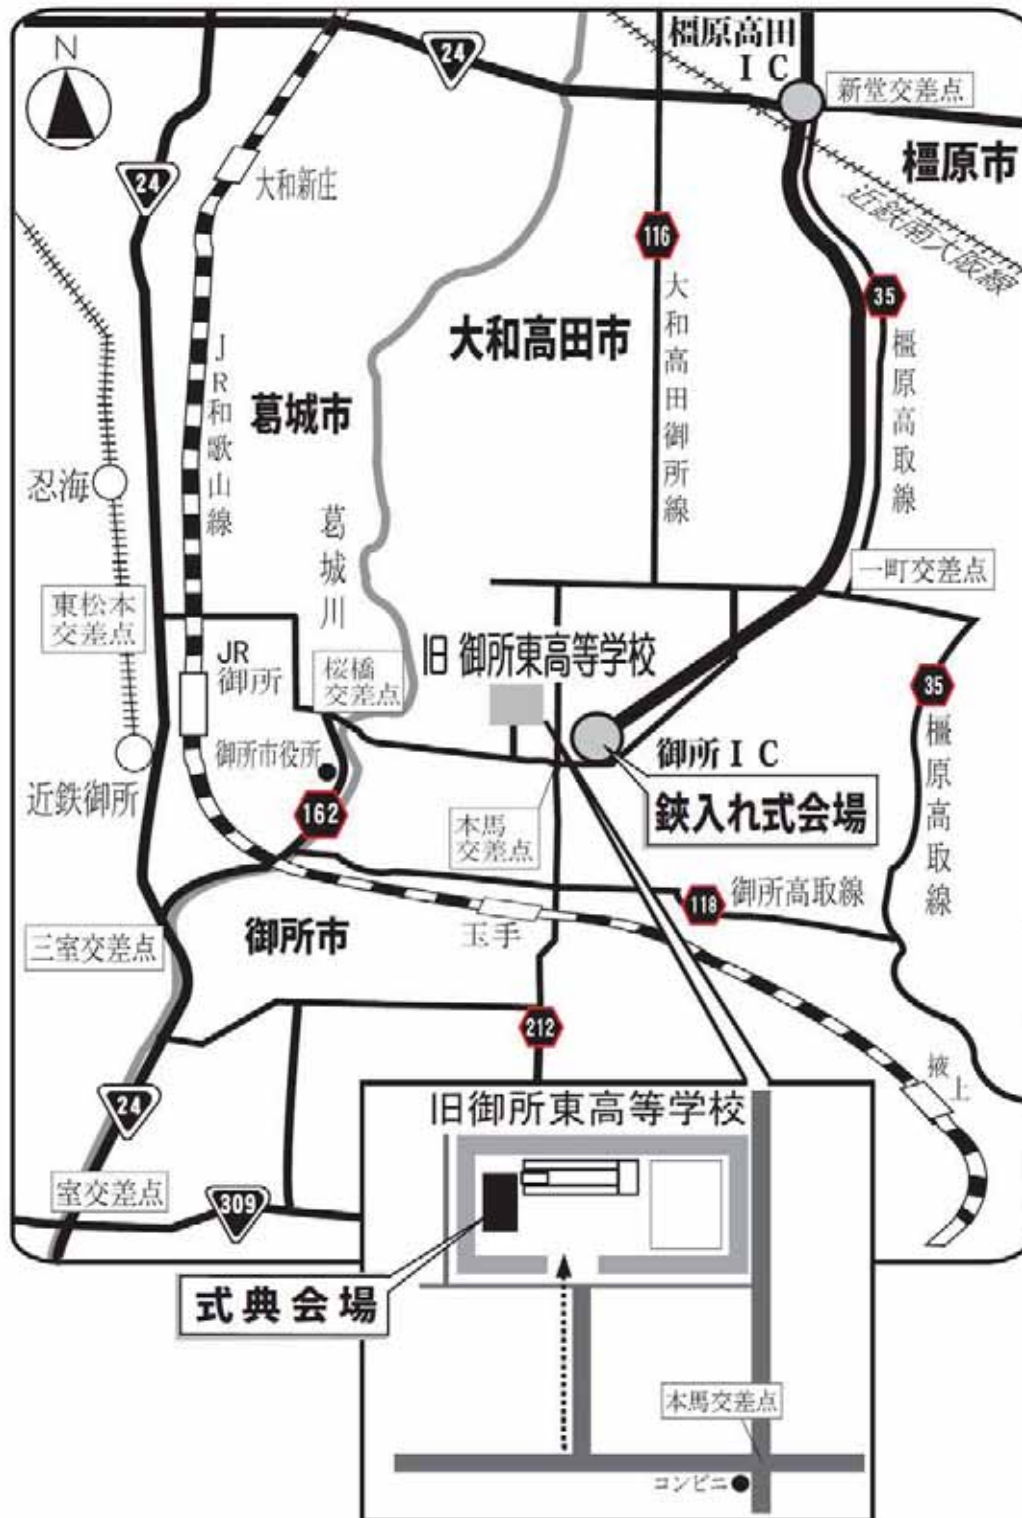 N
24
橿原高田
IC
新堂交差点
橿原市
24
大和新庄
近鉄南大阪線
116
35
大和高田御所線
橿原高取線
大和高田市
JR和歌山線
葛城市
忍海
葛城川
一町交差点
東松本
交差点
JR
御所
桜橋
交差点
旧 御所東高等学校
35
橿原高取線
御所市役所
御所IC
近鉄御所
162
本馬
交差点
鋏入れ式会場
118
御所高取線
御所市
玉手
三室交差点
212
掖上
24
旧御所東高等学校
室交差点
309
式典会場
本馬交差点
コンビニ